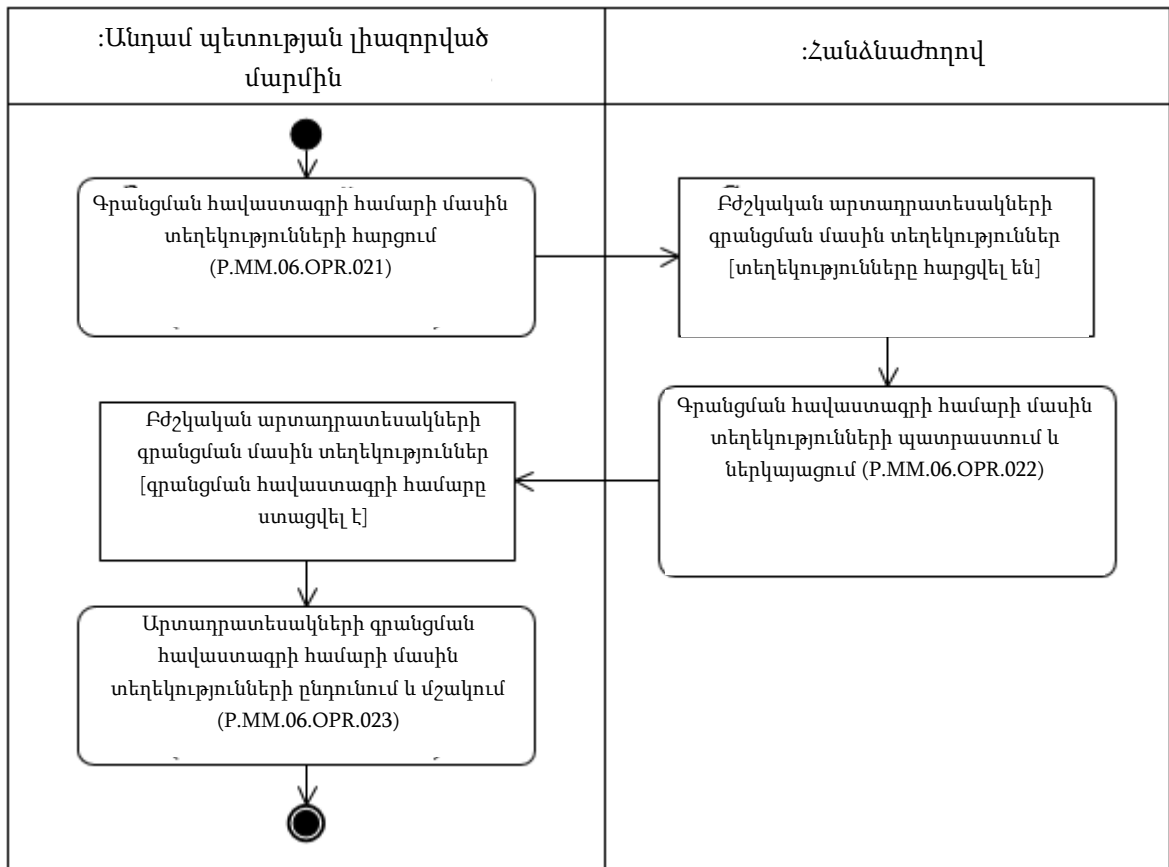 :Անդամ պետության լիազորված
մարմին
:Հանձնաժողով
Գրանցման հավաստագրի համարի մասին
տեղեկությունների հարցում
(P.MM.06.OPR.021)
Բժշկական արտադրատեսակների
գրանցման մասին տեղեկություններ
[տեղեկությունները հարցվել են]
Գրանցման հավաստագրի համարի մասին
տեղեկությունների պատրաստում և
ներկայացում (P.MM.06.OPR.022)
Բժշկական արտադրատեսակների
գրանցման մասին տեղեկություններ
[գրանցման հավաստագրի համարը
ստացվել է]
Արտադրատեսակների գրանցման
հավաստագրի համարի մասին
տեղեկությունների ընդունում և մշակում
(P.MM.06.OPR.023)